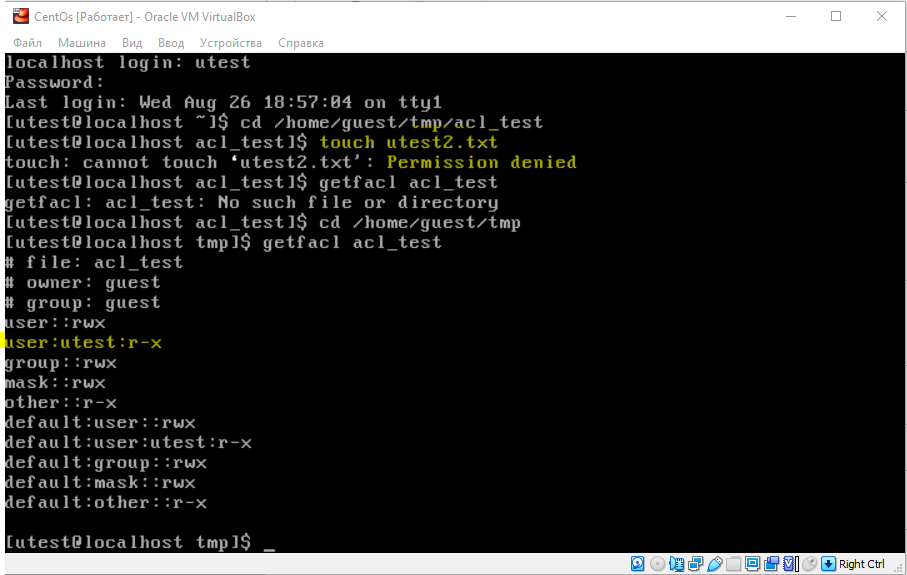 CentOs [Работает] - Oracle VM VirtualBox
Файл Машина Вид Ввод Устройства Справка
localhost login: utest
Password:
Last login: Wed Aug 26 18:57:04 on tty1
[utest@localhost ~]$ cd /home/guest/tmp/acl_test
[utest@localhost acl_test]$ touch utest2.txt
touch: cannot touch ‘utest2.txt’: Permission denied
[utest@localhost acl_test]$ getfacl acl_test
getfacl: acl_test: No such file or directory
[utest@localhost acl_test]$ cd /home/guest/tmp
[utest@localhost tmp]$ getfacl acl_test
# file: acl_test
# owner: guest
# group: guest
user::rwx
user:utest:r-x
group::rwx
mask::rwx
other::r-x
default:user::rwx
default:user:utest:r-x
default:group::rwx
default:mask::rwx
default:other::r-x
[utest@localhost tmp]$ _
Right Ctrl